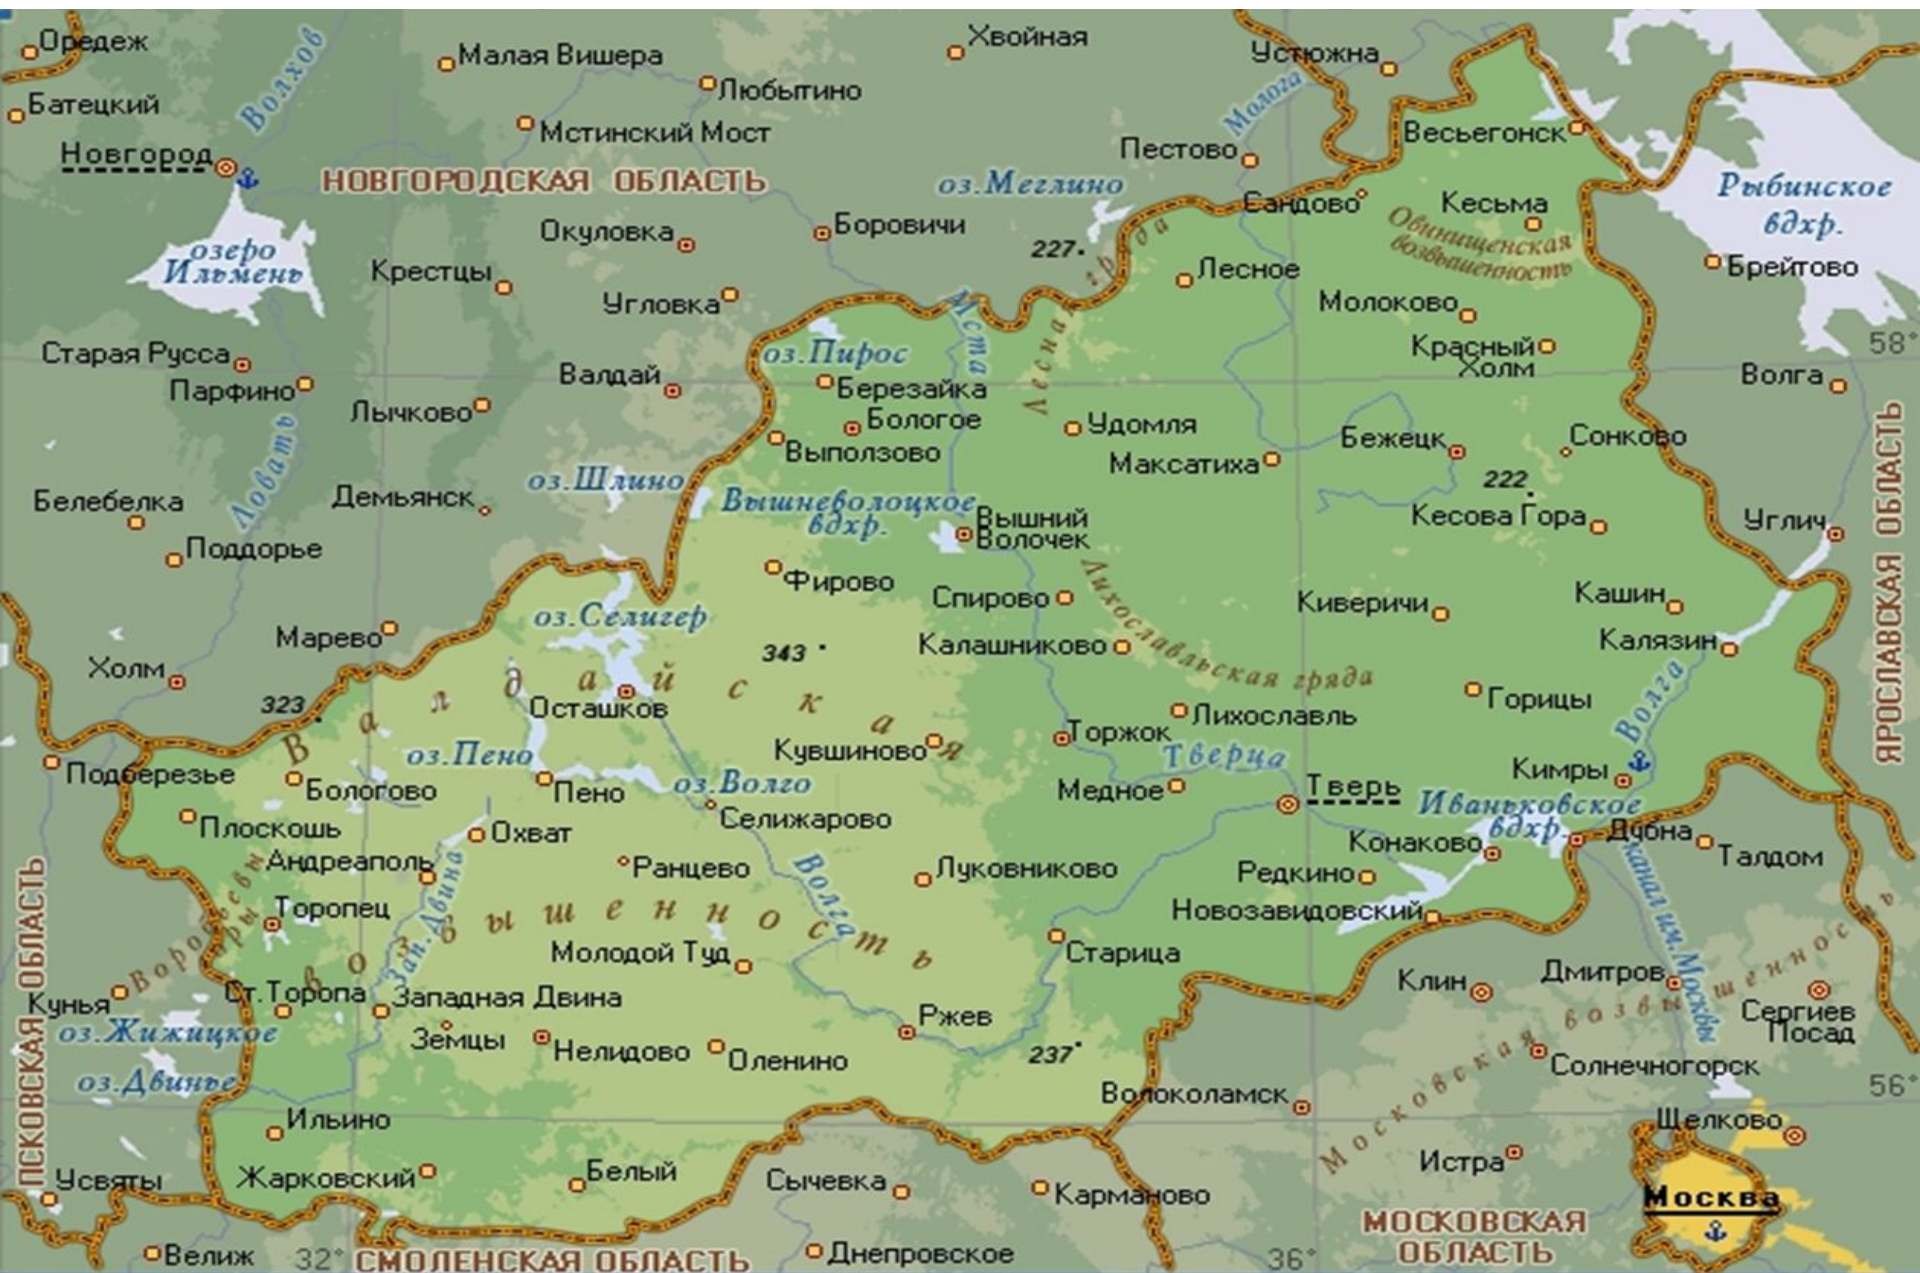 Оредеж
Малая Вишера
Хвойная
Устюжна
Волхов
Любытино
Молога
Батецкий
Мстинский Мост
Весьегонск
Новгород
Пестово
НОВГОРОДСКАЯ ОБЛАСТЬ
оз.Меглино
Рыбинское
вдхр.
Сандово
Кесьма
Овинищенская
возвышенность
Окуловка
Боровичи
227
озеро
Ильмень
Крестцы
Лесное
Брейтово
Угловка
Молоково
Мста
Лесная гряда
Старая Русса
оз.Пирос
Красный
Холм
58°
Парфино
Валдай
Березайка
Волга
Лычково
Бологое
Удомля
Бежецк
Сонково
Выползово
Максатиха
Ловать
оз.Шлино
222
Белебелка
Демьянск
Вышневолоцкое
вдхр.
Вышний
Волочек
Кесова Гора
Углич
ЯРОСЛАВСКАЯ ОБЛАСТЬ
Поддорье
Фирово
Лихославльская гряда
Спирово
Киверичи
Кашин
оз.Селигер
Марево
343
Калашниково
Калязин
Холм
323
Валдайская
Осташков
Лихославль
Горицы
Волга
Торжок
Кувшиново
оз.Пено
Тверца
Подберезье
Бологово
Пено
оз.Волго
Медное
Тверь
Кимры
Иваньковское
вдхр.
Плоскошь
Охват
Селижарово
Конаково
Дубна
Талдом
Андреаполь
Ранцево
Луковниково
Редкино
Волга
канал им.Москвы
Торопец
Зап.Двина
возвышенность
Новозавидовский
Воробьевы
горы
Молодой Туд
Старица
Клин
Дмитров
Кунья
Ст.Торопа
Западная Двина
Ржев
Сергиев
Посад
оз.Жижицкое
Земцы
Нелидово
Оленино
237
Московская возвышенность
Солнечногорск
оз.Двинье
Волоколамск
56°
ПСКОВСКАЯ ОБЛАСТЬ
Ильино
Щелково
Истра
Усвяты
Жарковский
Белый
Сычевка
Карманово
Москва
МОСКОВСКАЯ
ОБЛАСТЬ
Велиж
32°
СМОЛЕНСКАЯ ОБЛАСТЬ
Днепровское
36°